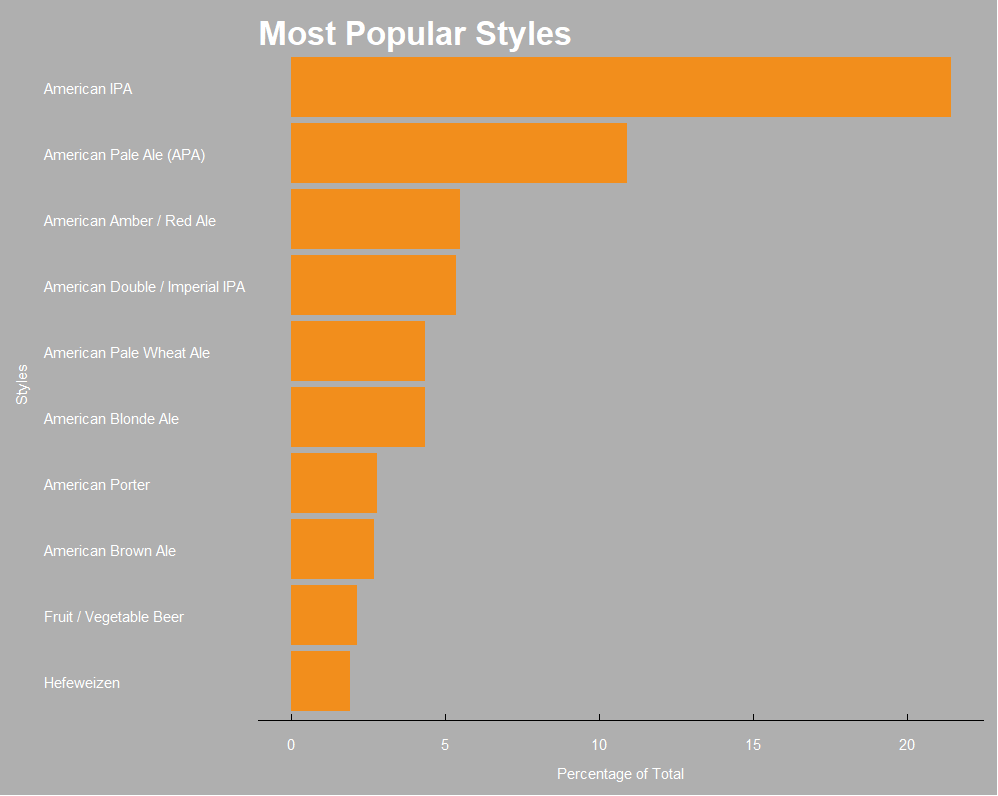 Most Popular Styles
American IPA
American Pale Ale (APA)
American Amber / Red Ale
American Double / Imperial IPA
American Pale Wheat Ale
American Blonde Ale
American Porter
American Brown Ale
Fruit / Vegetable Beer
Hefeweizen
Styles
0 5 10 15 20
Percentage of Total